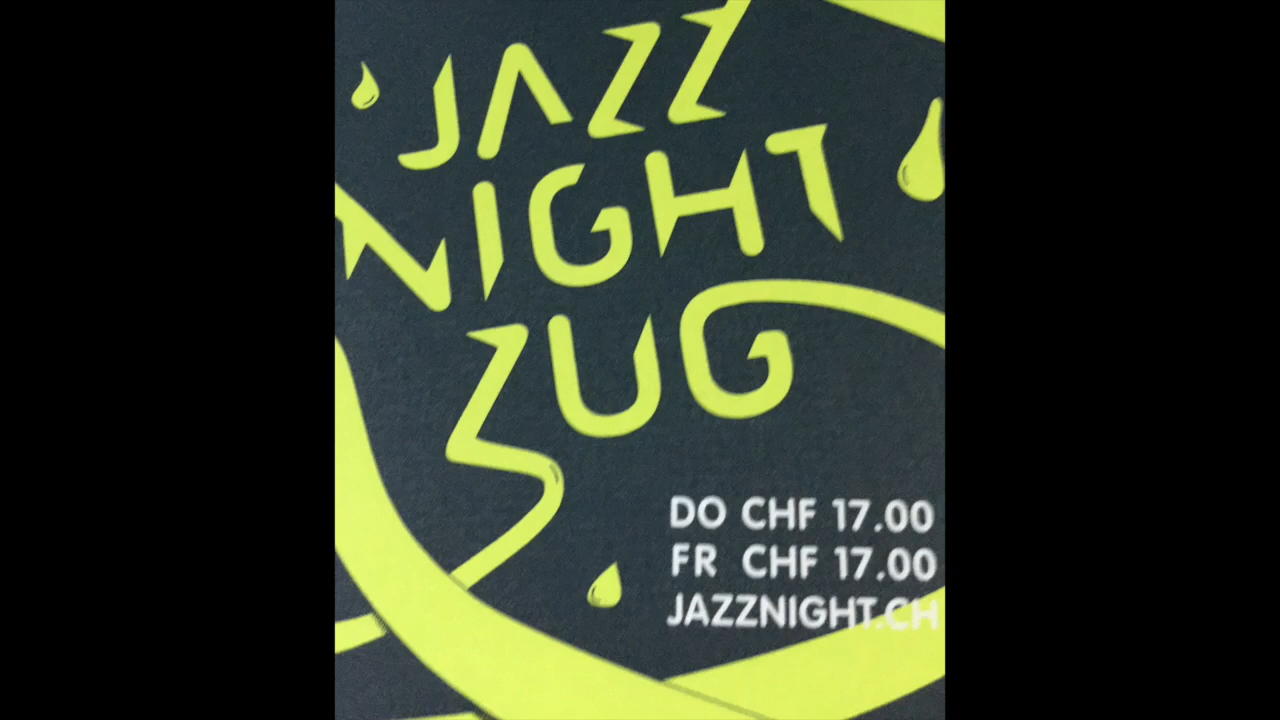 JAZZ
NIGHT
ZUG
DO CHF 17.00
FR CHF 17.00
JAZZNIGHT.CH